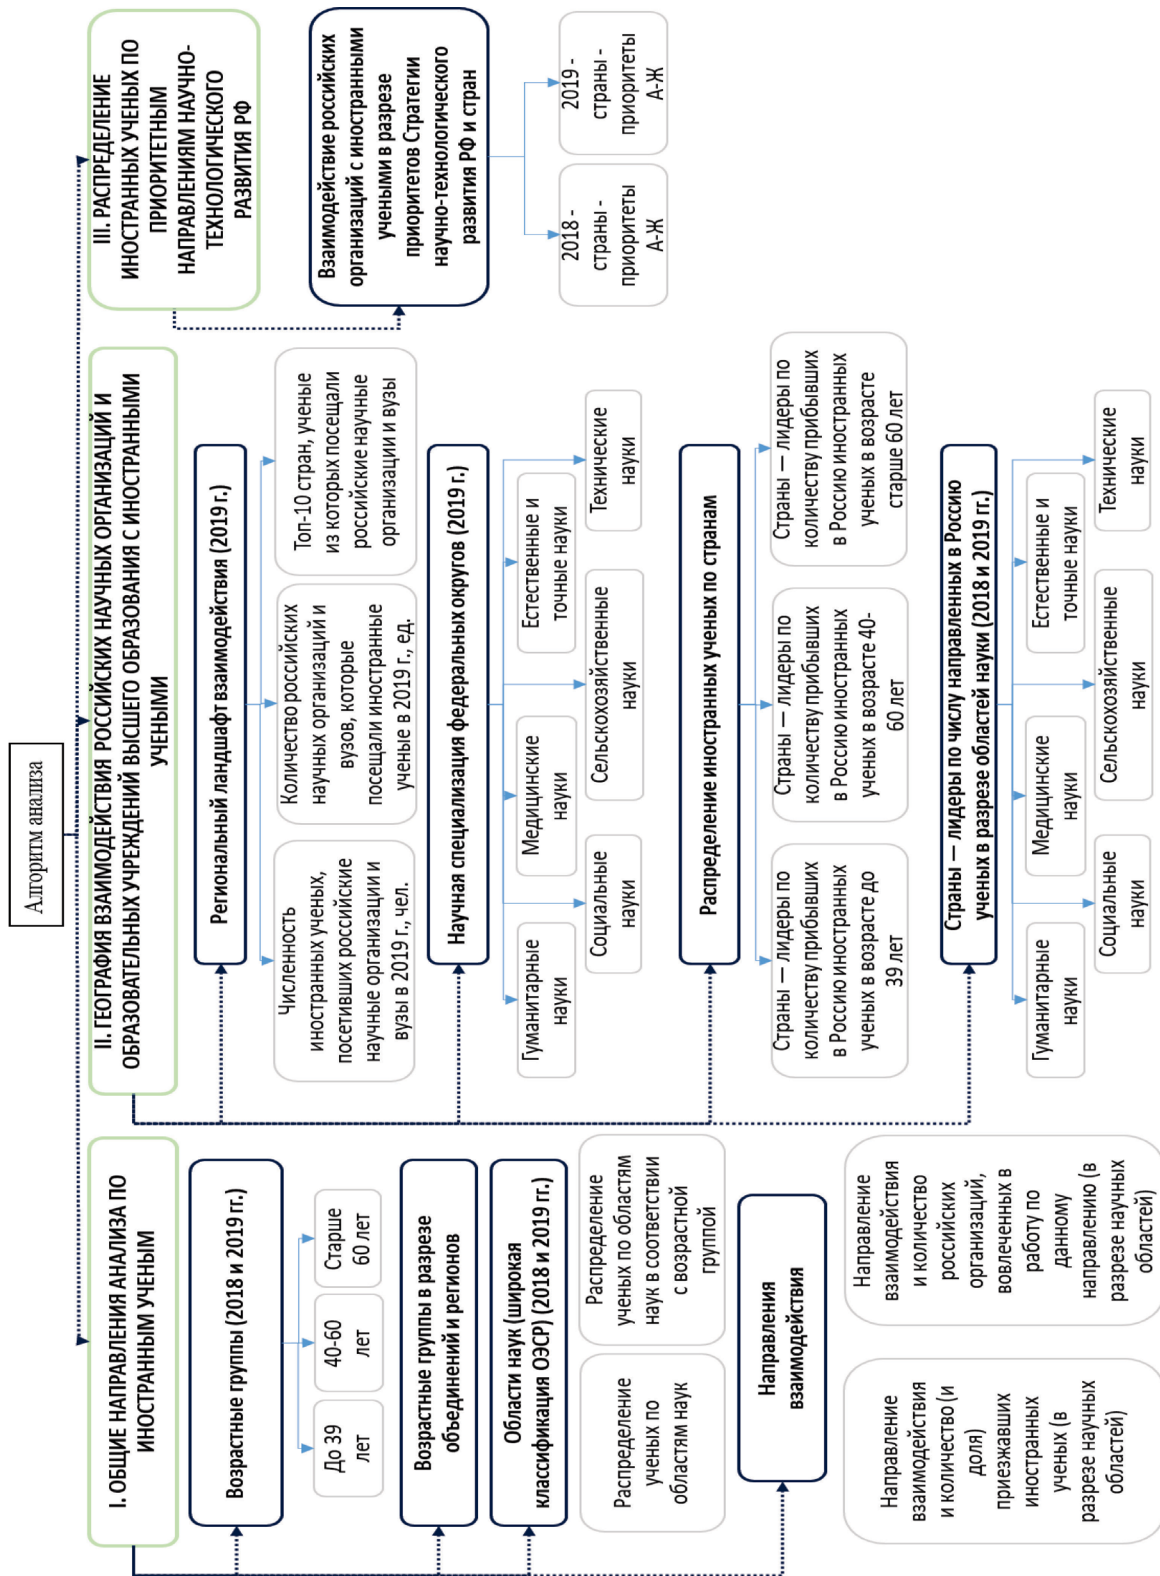 Алгоритм анализа
I. ОБЩИЕ НАПРАВЛЕНИЯ АНАЛИЗА ПО
ИНОСТРАННЫМ УЧЕНЫМ
Возрастные группы (2018 и 2019 гг.)
До 39
лет
40-60
лет
Старше
60 лет
Возрастные группы в разрезе
объединений и регионов
Области наук (широкая
классификация ОЭСР) (2018 и 2019 гг.)
Распределение
ученых по
областям наук
Распределение
ученых по областям
наук в соответствии
с возрастной
группой
Направления
взаимодействия
Направление
взаимодействия
и количество (и
доля)
приезжавших
иностранных
ученых (в
разрезе научных
областей)
Направление
взаимодействия
и количество
российских
организаций,
вовлеченных в
работу по
данному
направлению (в
разрезе научных
областей)
II. ГЕОГРАФИЯ ВЗАИМОДЕЙСТВИЯ РОССИЙСКИХ НАУЧНЫХ ОРГАНИЗАЦИЙ И
ОБРАЗОВАТЕЛЬНЫХ УЧРЕЖДЕНИЙ ВЫСШЕГО ОБРАЗОВАНИЯ С ИНОСТРАННЫМИ
УЧЕНЫМИ
Региональный ландшафт взаимодействия (2019 г.)
Численность
иностранных ученых,
посетивших российские
научные организации и
вузы в 2019 г., чел.
Количество российских
научных организаций и
вузов, которые
посещали иностранные
ученые в 2019 г., ед.
Топ-10 стран, ученые
из которых посещали
российские научные
организации и вузы
Научная специализация федеральных округов (2019 г.)
Гуманитарные
науки
Медицинские
науки
Естественные и
точные науки
Социальные
науки
Сельскохозяйственные
науки
Технические
науки
Распределение иностранных ученых по странам
Страны — лидеры по
количеству прибывших
в Россию иностранных
ученых в возрасте до
39 лет
Страны — лидеры по
количеству прибывших
в Россию иностранных
ученых в возрасте 40-
60 лет
Страны — лидеры по
количеству прибывших
в Россию иностранных
ученых в возрасте
старше 60 лет
Страны — лидеры по числу направленных в Россию
ученых в разрезе областей науки (2018 и 2019 гг.)
Гуманитарные
науки
Медицинские
науки
Естественные и
точные науки
Социальные
науки
Сельскохозяйственные
науки
Технические
науки
III. РАСПРЕДЕЛЕНИЕ
ИНОСТРАННЫХ УЧЕНЫХ ПО
ПРИОРИТЕТНЫМ
НАПРАВЛЕНИЯМ НАУЧНО-
ТЕХНОЛОГИЧЕСКОГО
РАЗВИТИЯ РФ
Взаимодействие российских
организаций с иностранными
учеными в разрезе
приоритетов Стратегии
научно-технологического
развития РФ и стран
2018 -
страны -
приоритеты
А-Ж
2019 -
страны -
приоритеты
А-Ж